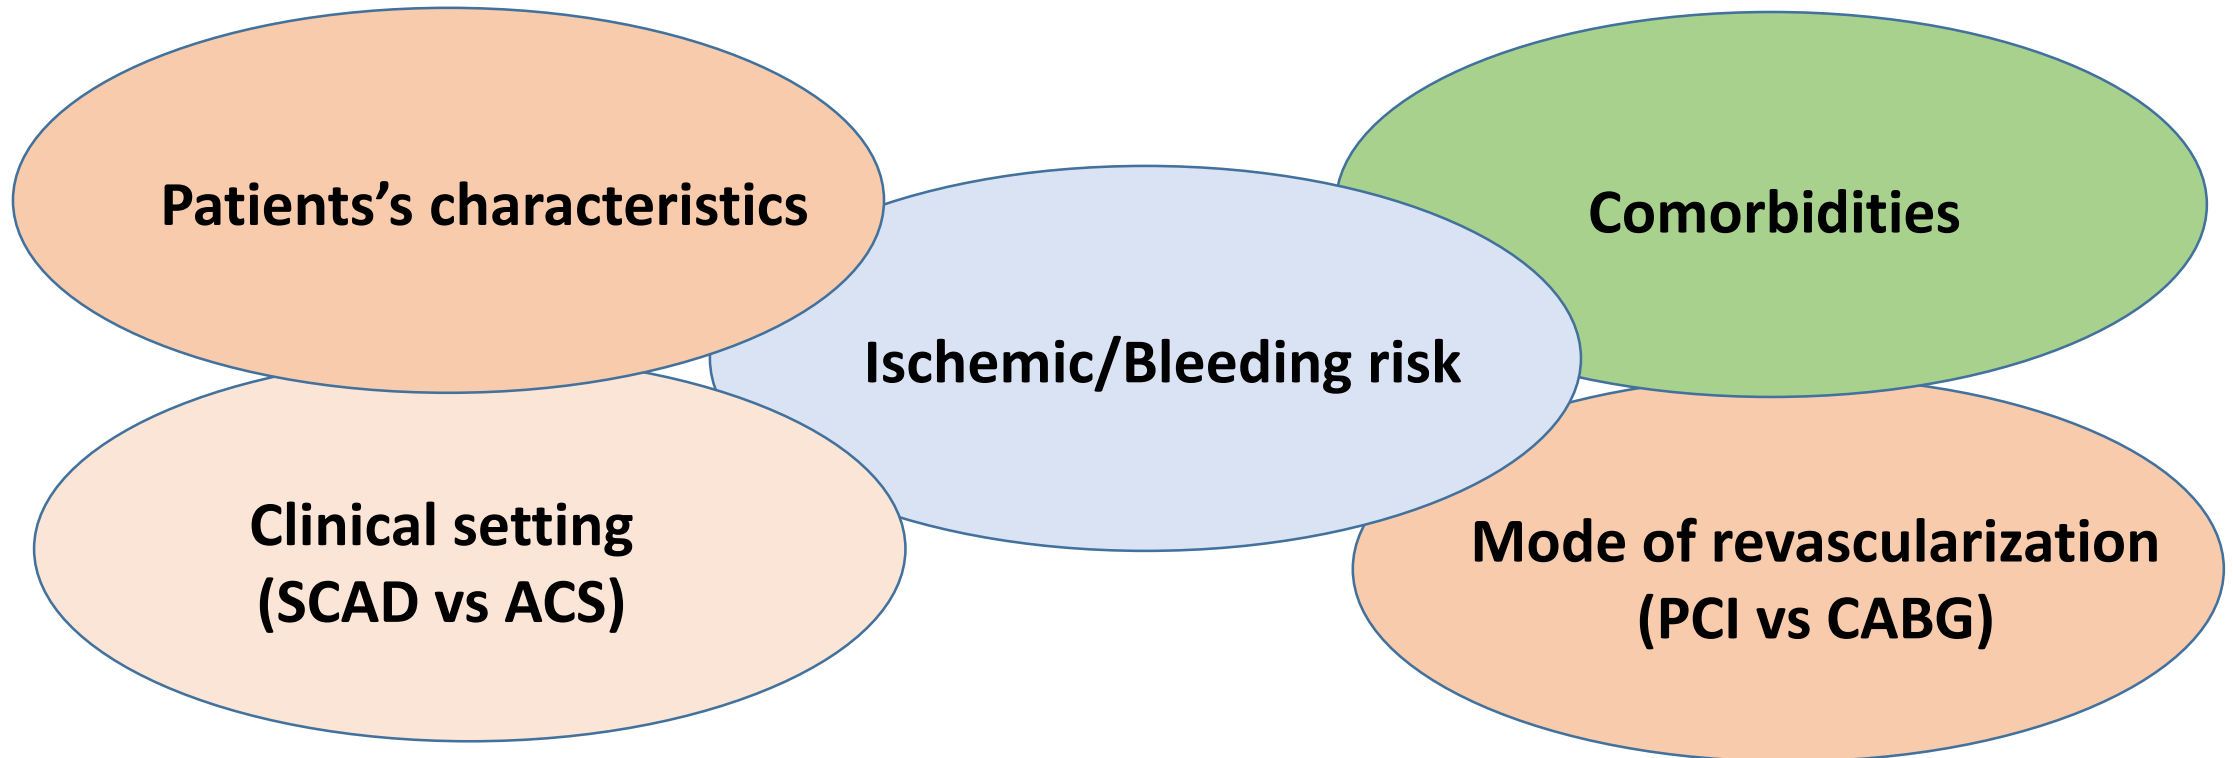 Patients’s characteristics
Comorbidities
Ischemic/Bleeding risk
Clinical setting
(SCAD vs ACS)
Mode of revascularization
(PCI vs CABG)